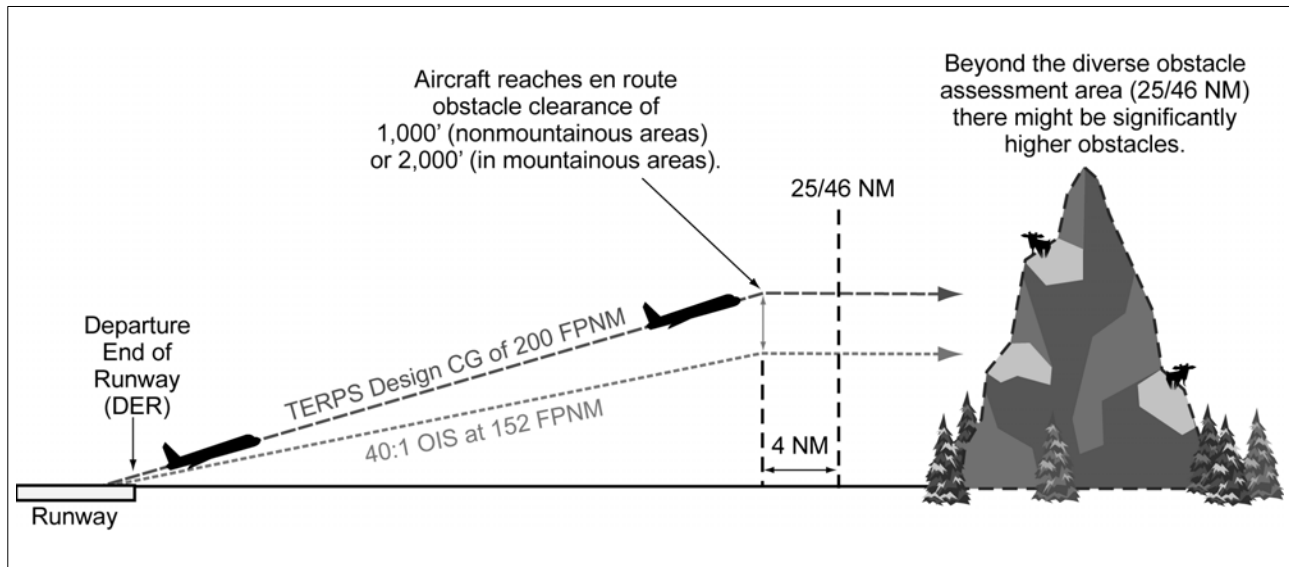 Aircraft reaches en route
obstacle clearance of
1,000' (nonmountainous areas)
or 2,000' (in mountainous areas).
Beyond the diverse obstacle
assessment area (25/46 NM)
there might be significantly
higher obstacles.
25/46 NM
Departure
End of
Runway
(DER)
TERPS Design CG of 200 FPNM
40:1 OIS at 152 FPNM
4 NM
Runway